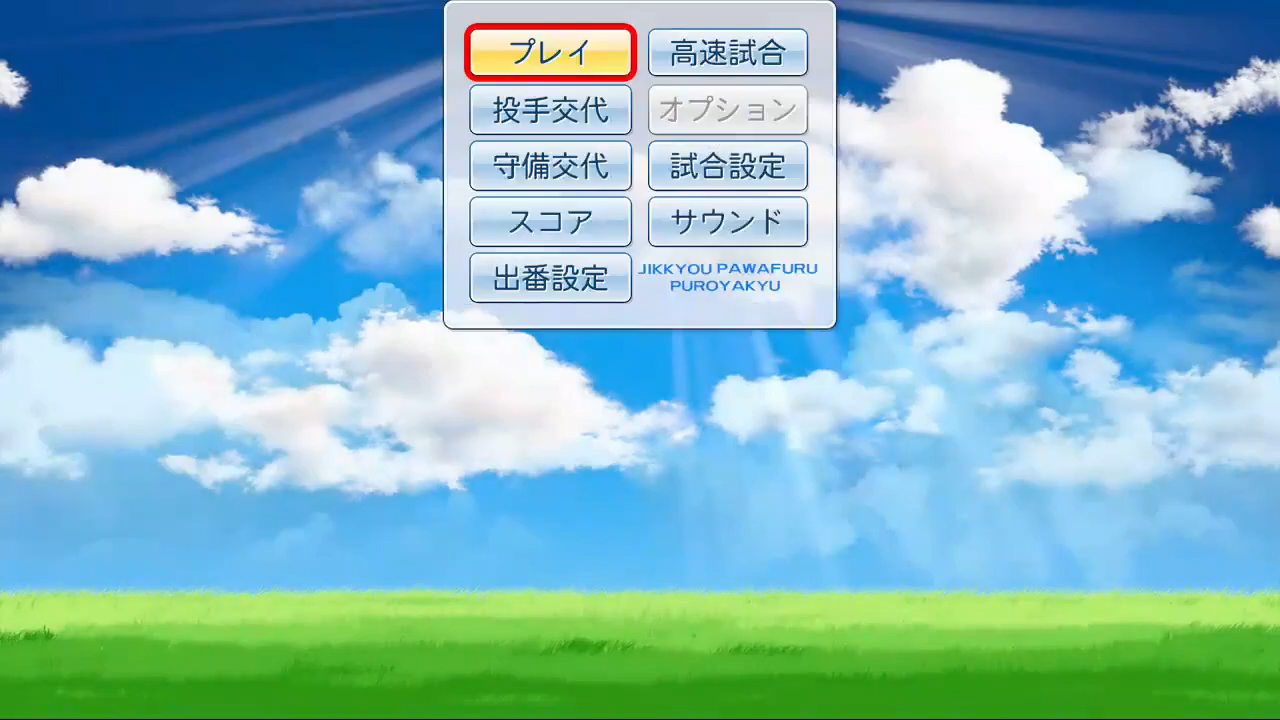 プレイ
高速試合
投手交代
オプション
守備交代
試合設定
スコア
サウンド
出番設定
JIKKYOU PAWAFURU
PUROYAKYU